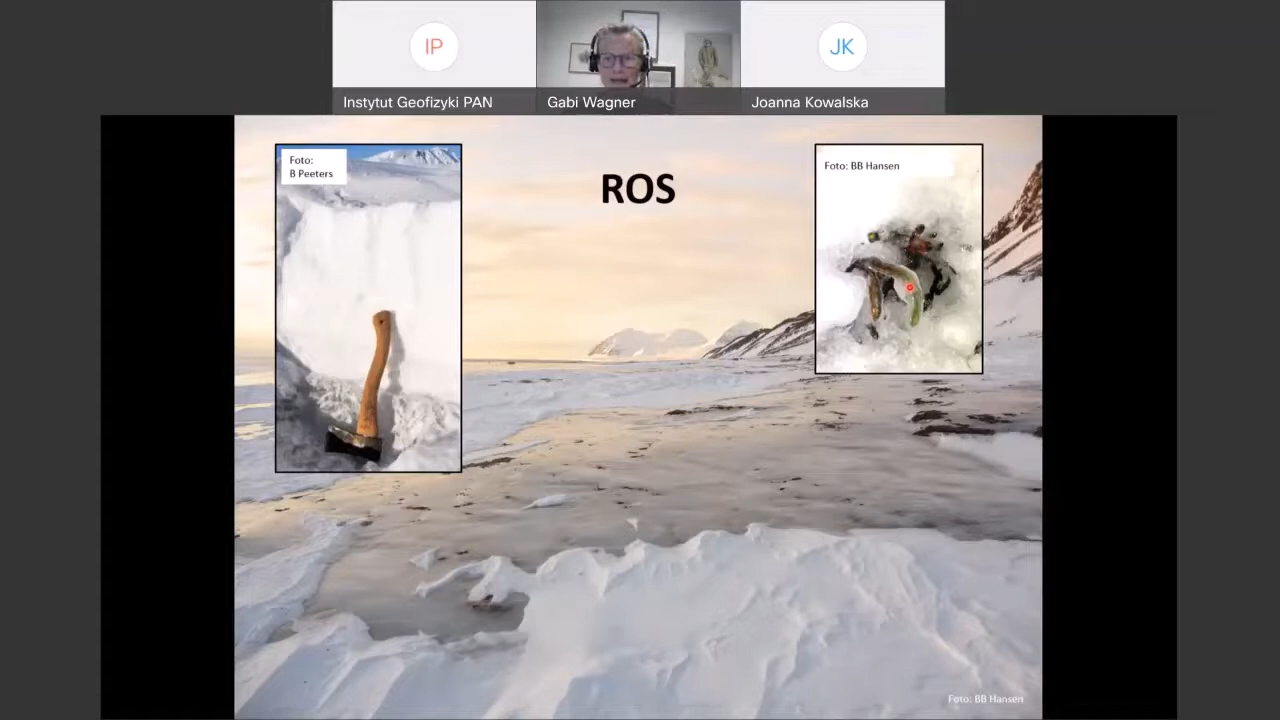 IP
JK
Instytut Geofizyki PAN
Gabi Wagner
Joanna Kowalska
Foto:
B Peeters
ROS
Foto: BB Hansen
Foto: BB Hansen